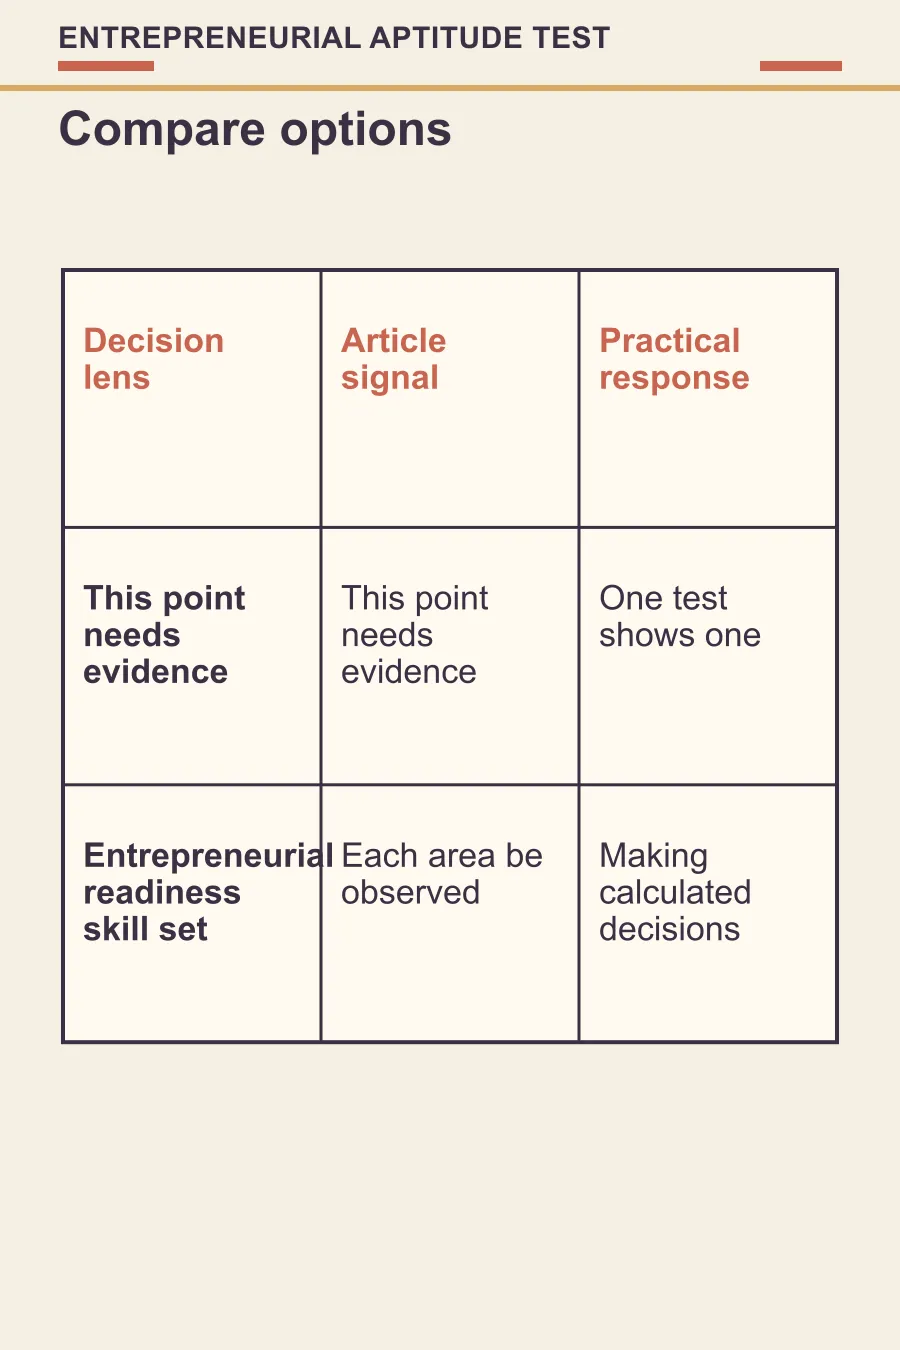 ENTREPRENEURIAL APTITUDE TEST
Compare options
Decision
lens
Article
signal
Practical
response
This point
needs
evidence
This point
needs
evidence
One test
shows one
Entrepreneurial
readiness
skill set
Each area be
observed
Making
calculated
decisions